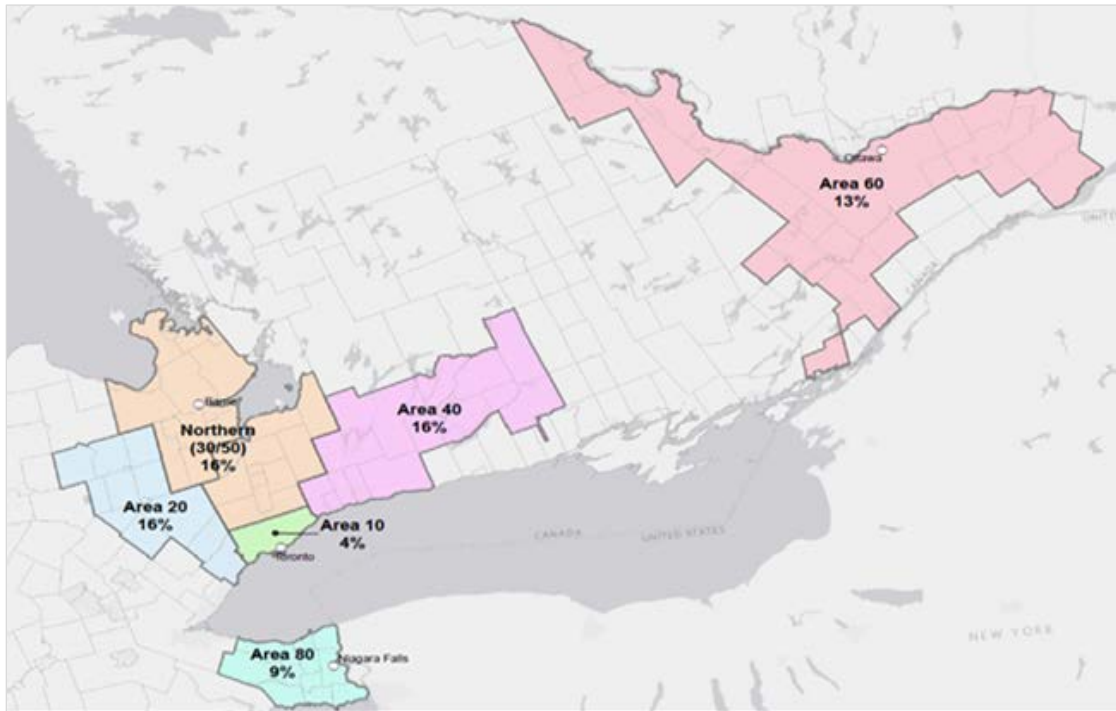 Ottawa
Area 60
13%
CANADA
Barrie
Area 40
16%
Northern
(30/50)
16%
Area 20
16%
Area 10
4%
Toronto
CANADA
UNITED STATES
NEW YORK
Area 80
9%
Niagara Falls